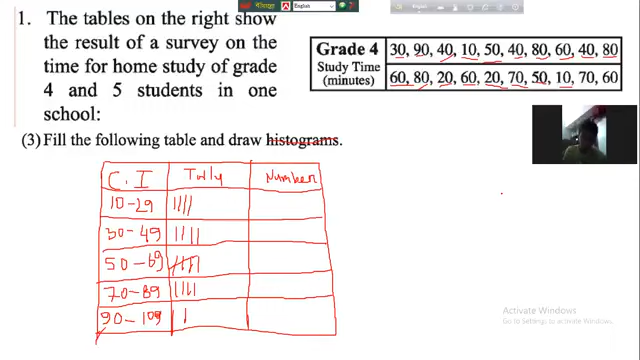 English
1. The tables on the right show
the result of a survey on the
time for home study of grade
4 and 5 students in one
school:
Grade 4
Study Time
(minutes)
30, 90, 40, 10, 50, 40, 80, 60, 40, 80
60, 80, 20, 60, 20, 70, 50, 10, 70, 60
(3) Fill the following table and draw histograms.
C. I Tally Number
10-29 ||||
30-49 ||||
50-69
70-89 ||||
90-109 |
Activate Windows
Go to Settings to activate Windows.